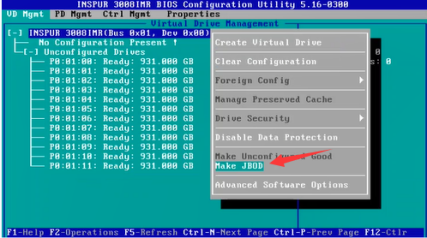 INSPUR 3008IMR BIOS Configuration Utility 5.16-0300
VD Mgmt PD Mgmt Ctrl Mgmt Properties
Virtual Drive Management
[-] INSPUR 3008IMR(Bus 0x01, Dev 0x00)
No Configuration Present !
[-] Unconfigured Drives
P0:01:00: Ready: 931.000 GB
P0:01:01: Ready: 931.000 GB
P0:01:02: Ready: 931.000 GB
P0:01:03: Ready: 931.000 GB
P0:01:04: Ready: 931.000 GB
P0:01:05: Ready: 931.000 GB
P0:01:06: Ready: 931.000 GB
P0:01:07: Ready: 931.000 GB
P0:01:08: Ready: 931.000 GB
P0:01:09: Ready: 931.000 GB
P0:01:10: Ready: 931.000 GB
P0:01:11: Ready: 931.000 GB
Create Virtual Drive
Clear Configuration
Foreign Config
Manage Preserved Cache
Drive Security
Disable Data Protection
Make Unconfigured Good
Make JBOD
Advanced Software Options
0
s: 0
F1-Help F2-Operations F5-Refresh Ctrl-N-Next Page Ctrl-P-Prev Page F12-Ctlr